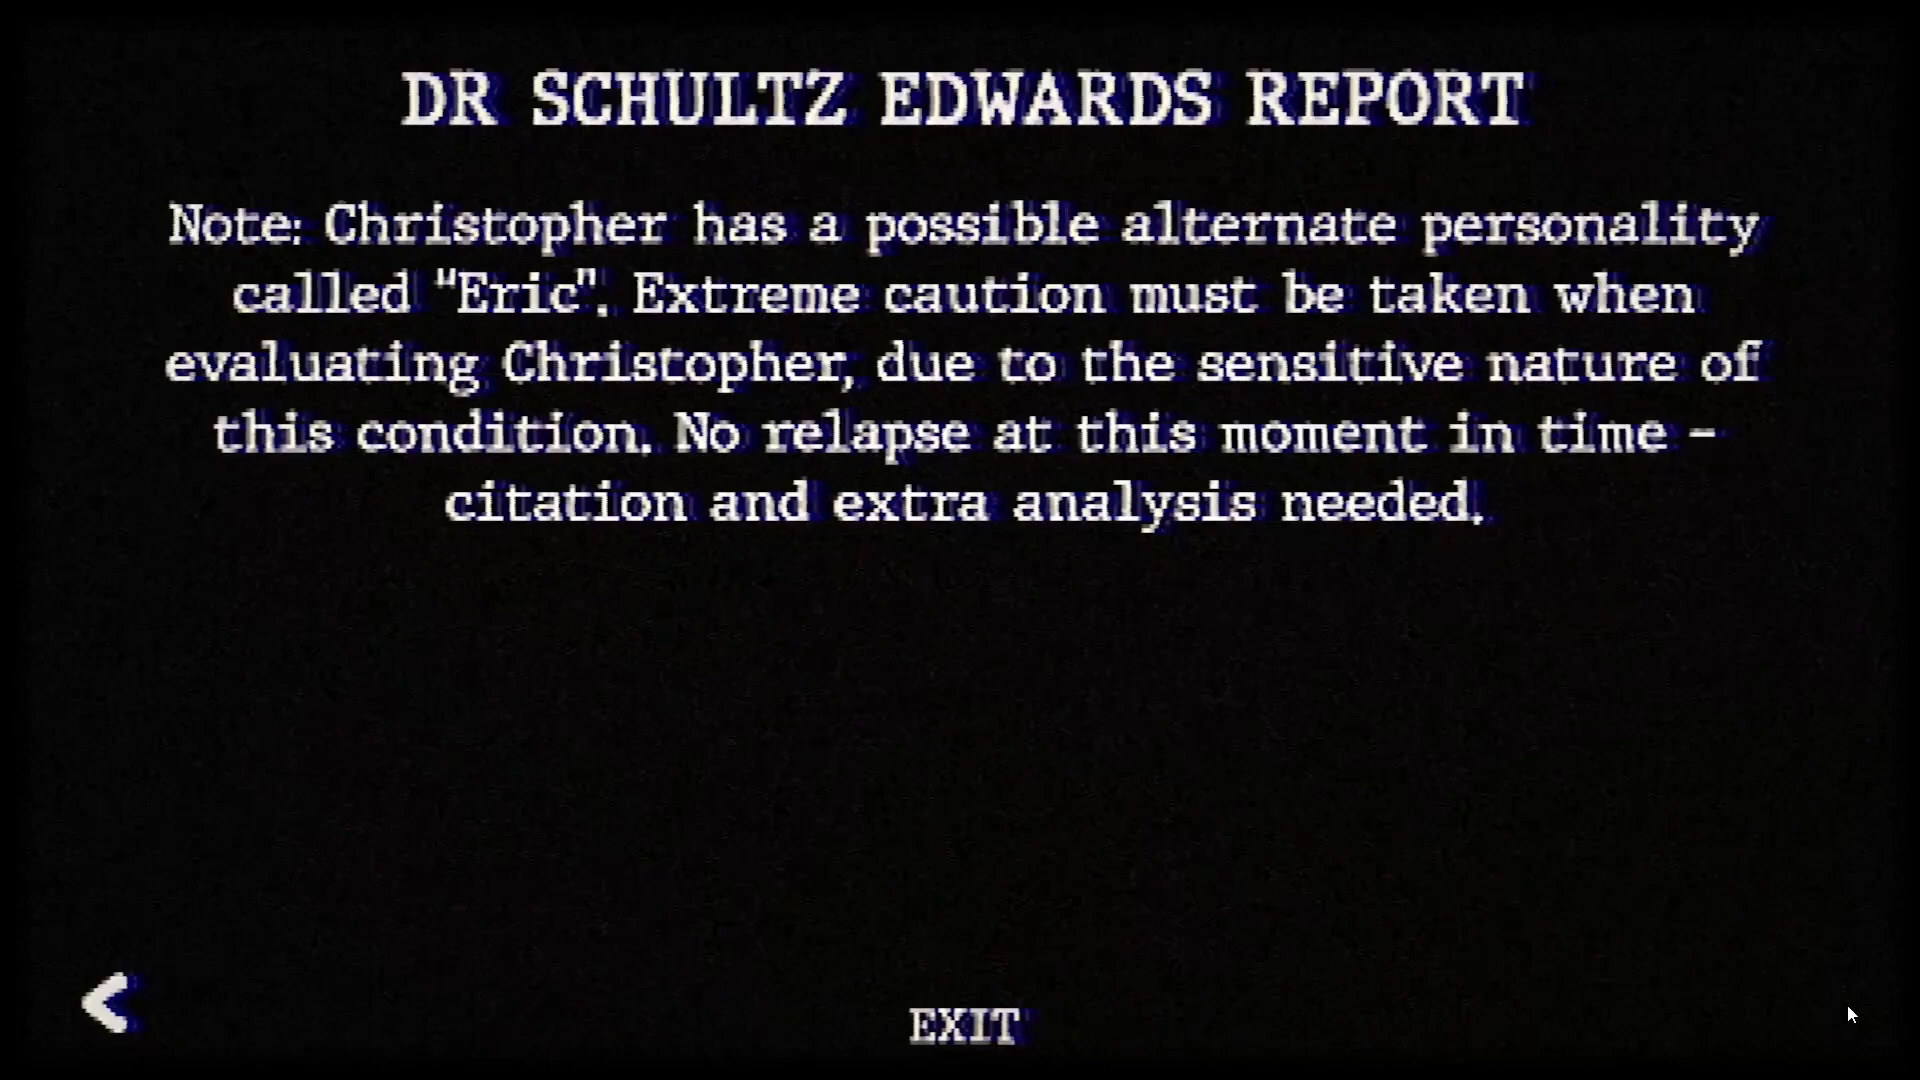 DR SCHULTZ EDWARDS REPORT
Note: Christopher has a possible alternate personality
called "Eric". Extreme caution must be taken when
evaluating Christopher, due to the sensitive nature of
this condition. No relapse at this moment in time -
citation and extra analysis needed.
<
EXIT